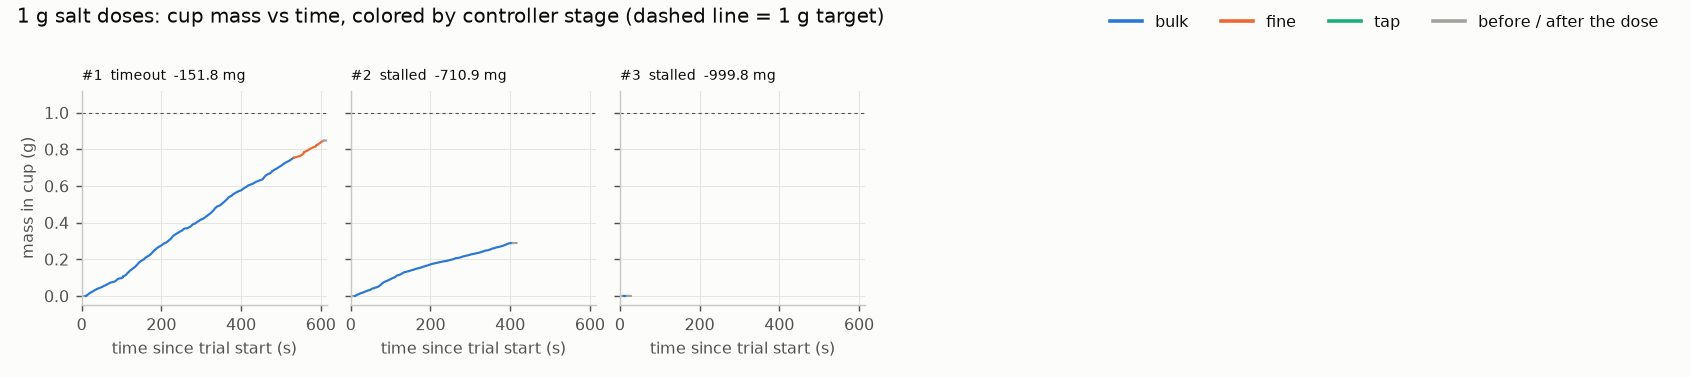 1 g salt doses: cup mass vs time, colored by controller stage (dashed line = 1 g target)
bulk fine tap before / after the dose
#1 timeout -151.8 mg
#2 stalled -710.9 mg
#3 stalled -999.8 mg
mass in cup (g)
1.0
0.8
0.6
0.4
0.2
0.0
0 200 400 600
0 200 400 600
0 200 400 600
time since trial start (s)
time since trial start (s)
time since trial start (s)